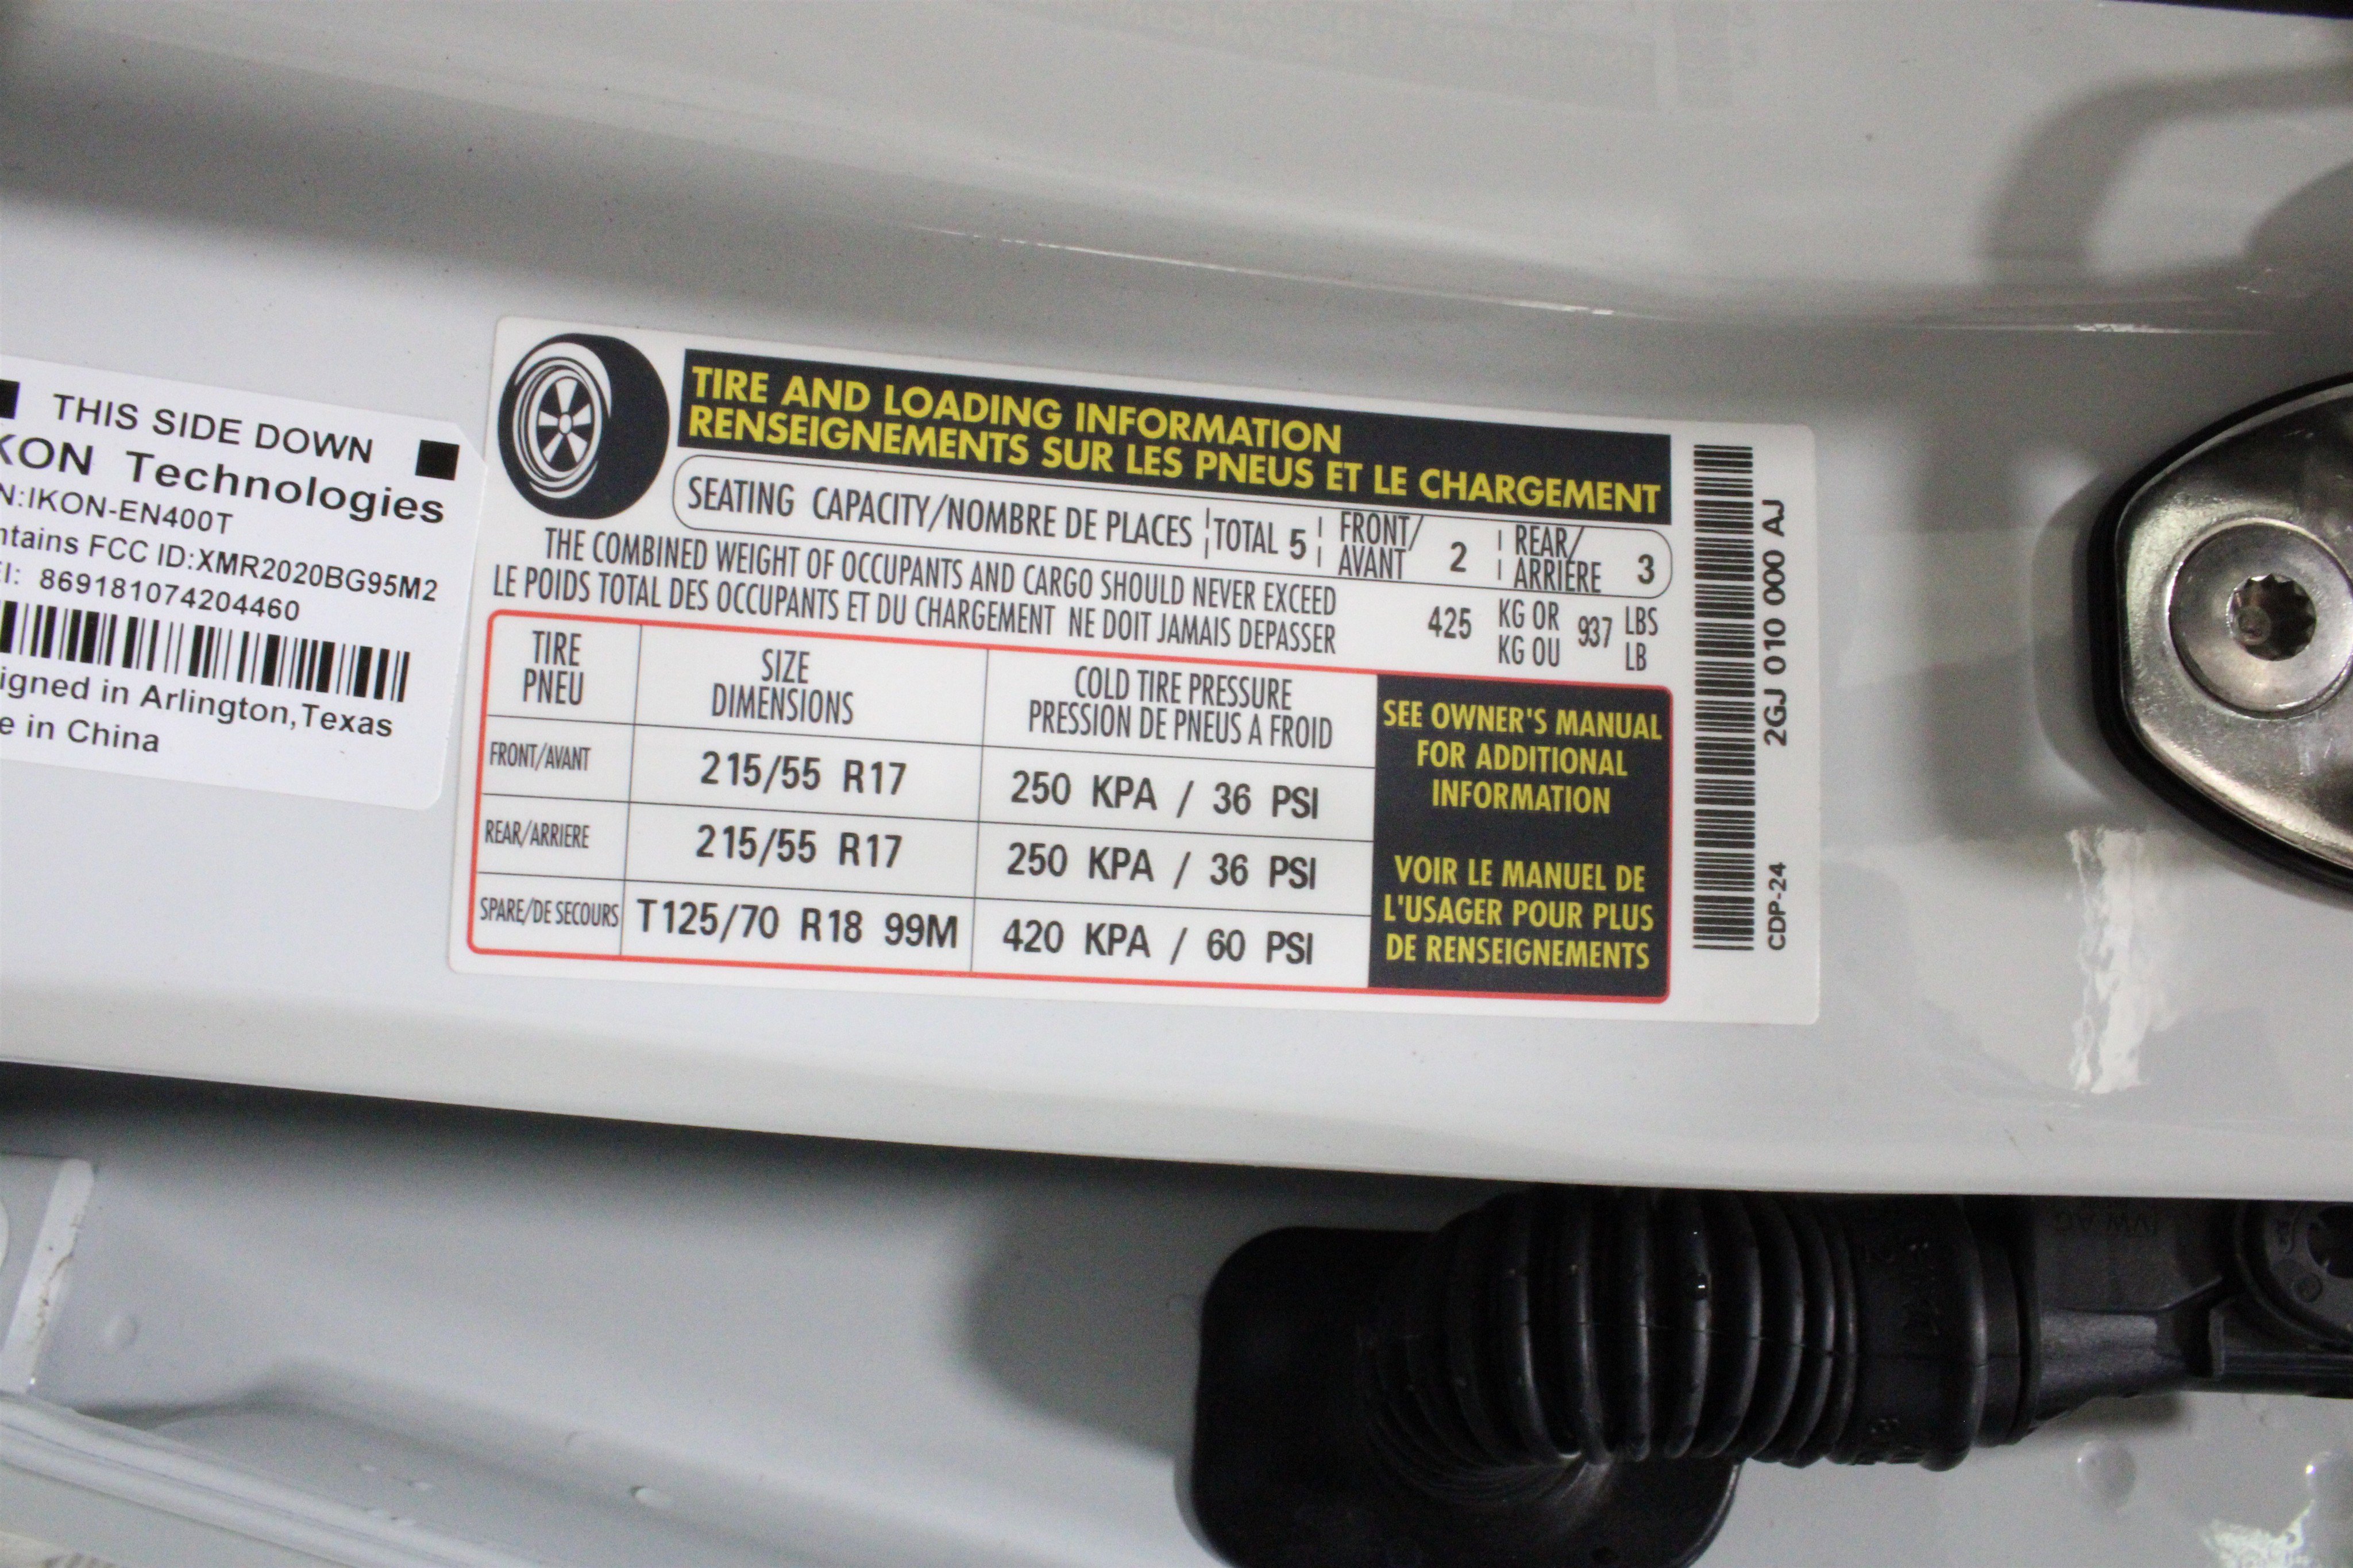 THIS SIDE DOWN
KON Technologies
N:IKON-EN400T
ntains FCC ID:XMR2020BG95M2
EI: 869181074204460
igned in Arlington,Texas
e in China
TIRE AND LOADING INFORMATION
RENSEIGNEMENTS SUR LES PNEUS ET LE CHARGEMENT
SEATING CAPACITY/NOMBRE DE PLACES TOTAL 5 FRONT/AVANT 2 REAR/ARRIERE 3
THE COMBINED WEIGHT OF OCCUPANTS AND CARGO SHOULD NEVER EXCEED
LE POIDS TOTAL DES OCCUPANTS ET DU CHARGEMENT NE DOIT JAMAIS DEPASSER
425 KG OR 937 LBS
KG OU LB
TIRE SIZE COLD TIRE PRESSURE
PNEU DIMENSIONS PRESSION DE PNEUS A FROID
FRONT/AVANT 215/55 R17 250 KPA / 36 PSI
REAR/ARRIERE 215/55 R17 250 KPA / 36 PSI
SPARE/DE SECOURS T125/70 R18 99M 420 KPA / 60 PSI
SEE OWNER'S MANUAL
FOR ADDITIONAL
INFORMATION
VOIR LE MANUEL DE
L'USAGER POUR PLUS
DE RENSEIGNEMENTS
2GJ 010 000 AJ
CDP-24